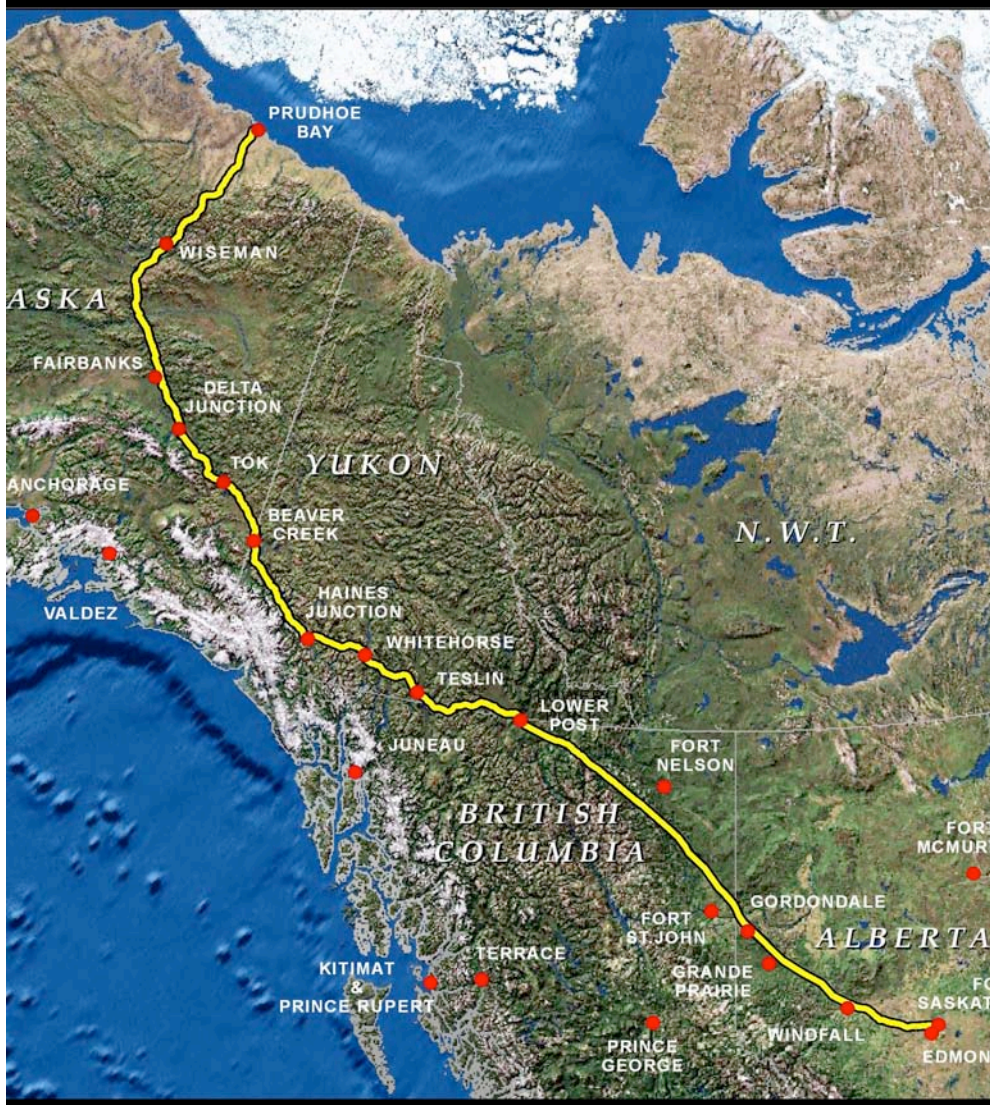 PRUDHOE
BAY
WISEMAN
ASKA
FAIRBANKS
DELTA
JUNCTION
TOK
YUKON
ANCHORAGE
BEAVER
CREEK
N.W.T.
HAINES
JUNCTION
VALDEZ
WHITEHORSE
TESLIN
LOWER
POST
JUNEAU
FORT
NELSON
BRITISH
COLUMBIA
FORT
MCMUR
GORDONDALE
FORT
ST.JOHN
ALBERTA
TERRACE
KITIMAT
&
PRINCE RUPERT
GRANDE
PRAIRIE
FO
SASKAT
WINDFALL
PRINCE
GEORGE
EDMON